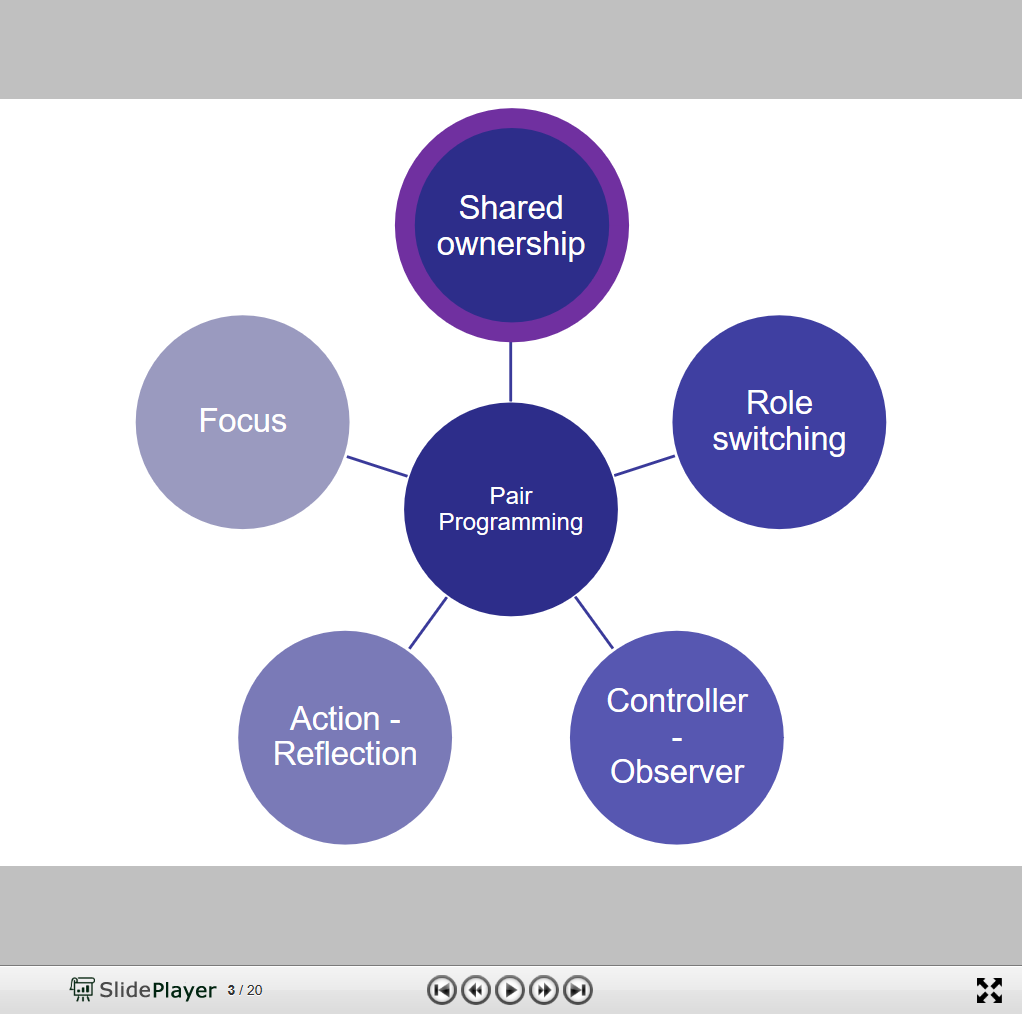 Shared
ownership
Focus
Role
switching
Pair
Programming
Action -
Reflection
Controller
-
Observer
SlidePlayer 3 / 20